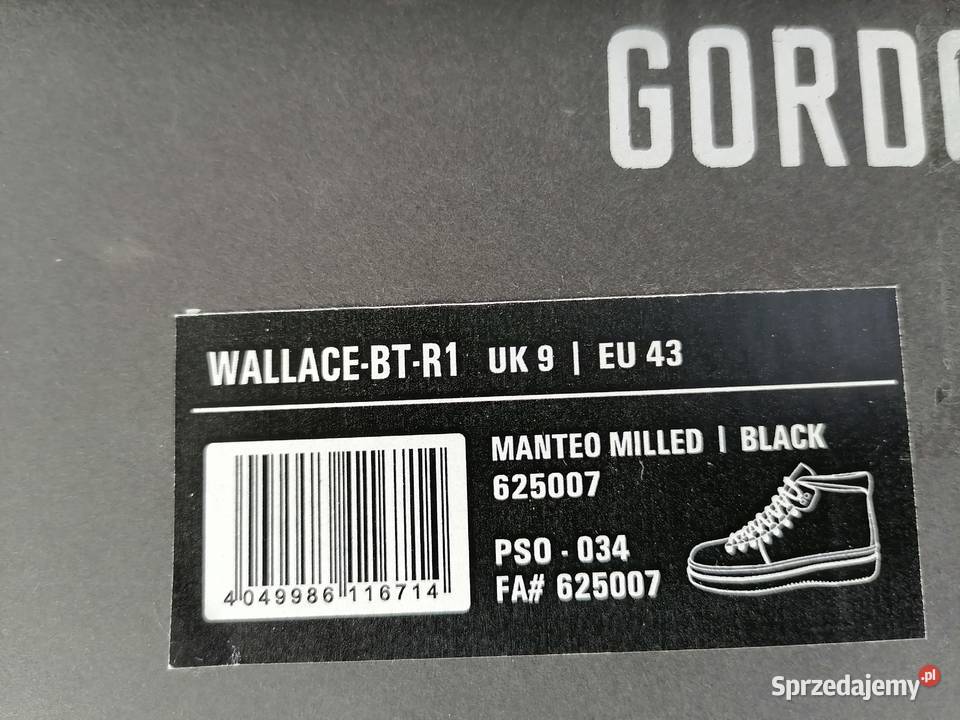 GORDO
WALLACE-BT-R1 UK 9 | EU 43
MANTEO MILLED | BLACK
625007
PSO - 034
FA# 625007
4 049986 116714
Sprzedajemy.pl